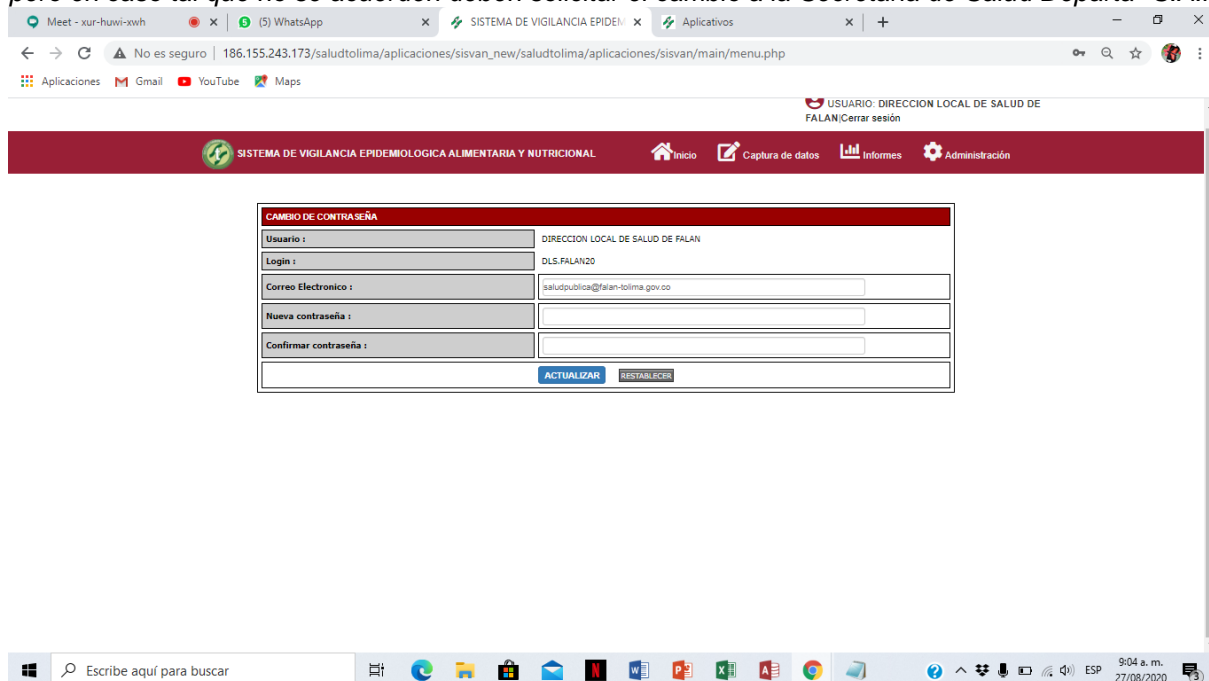 pero en caso tal que no se acuerden deben solicitar el cambio a la Secretaria de Salud Departa
Meet - xur-huwi-xwh
(5) WhatsApp
SISTEMA DE VIGILANCIA EPIDEM
Aplicativos
No es seguro | 186.155.243.173/saludtolima/aplicaciones/sisvan_new/saludtolima/aplicaciones/sisvan/main/menu.php
Aplicaciones Gmail YouTube Maps
USUARIO: DIRECCION LOCAL DE SALUD DE
FALAN|Cerrar sesión
SISTEMA DE VIGILANCIA EPIDEMIOLOGICA ALIMENTARIA Y NUTRICIONAL Inicio Captura de datos Informes Administración
CAMBIO DE CONTRASEÑA
Usuario : DIRECCION LOCAL DE SALUD DE FALAN
Login : DLS.FALAN20
Correo Electronico : saludpublica@falan-tolima.gov.co
Nueva contraseña :
Confirmar contraseña :
ACTUALIZAR RESTABLECER
Escribe aquí para buscar
ESP
9:04 a. m.
27/08/2020